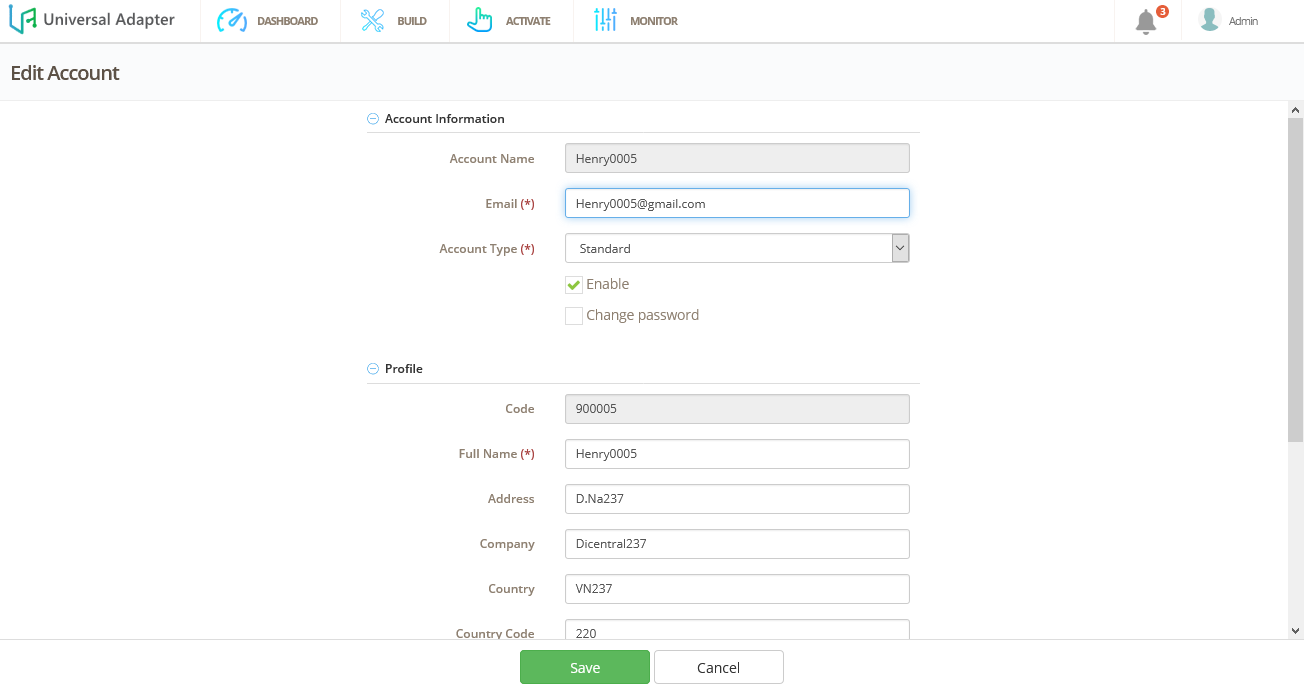 Universal Adapter DASHBOARD BUILD ACTIVATE MONITOR 3 Admin
Edit Account
Account Information
Account Name Henry0005
Email (*) Henry0005@gmail.com
Account Type (*) Standard
Enable
Change password
Profile
Code 900005
Full Name (*) Henry0005
Address D.Na237
Company Dicentral237
Country VN237
Country Code 220
Save Cancel